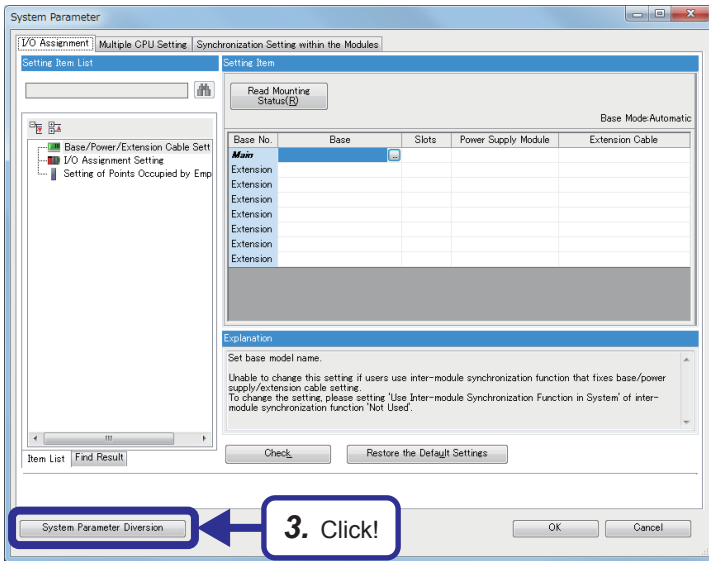 System Parameter
I/O Assignment Multiple CPU Setting Synchronization Setting within the Modules
Setting Item List
Setting Item
Read Mounting
Status(R)
Base Mode:Automatic
Base/Power/Extension Cable Sett
I/O Assignment Setting
Setting of Points Occupied by Emp
Base No. Base Slots Power Supply Module Extension Cable
Main ...
Extension
Extension
Extension
Extension
Extension
Extension
Extension
Explanation
Set base model name.
Unable to change this setting if users use inter-module synchronization function that fixes base/power
supply/extension cable setting.
To change the setting, please setting 'Use Inter-module Synchronization Function in System' of inter-
module synchronization function 'Not Used'.
Item List Find Result
Check Restore the Default Settings
System Parameter Diversion
3. Click!
OK Cancel